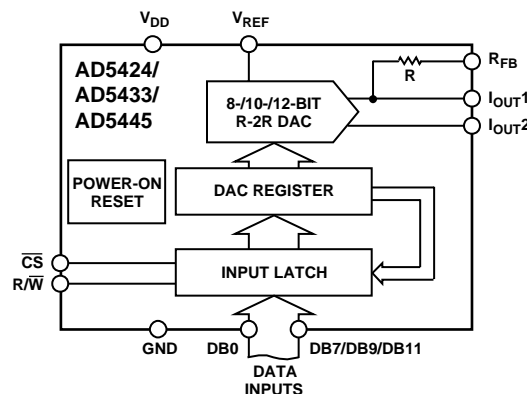 VDD
VREF
AD5424/
AD5433/
AD5445
R
RFB
8-/10-/12-BIT
R-2R DAC
IOUT1
IOUT2
POWER-ON
RESET
DAC REGISTER
C̅S̅
R/W̅
INPUT LATCH
GND
DB0
DB7/DB9/DB11
DATA
INPUTS